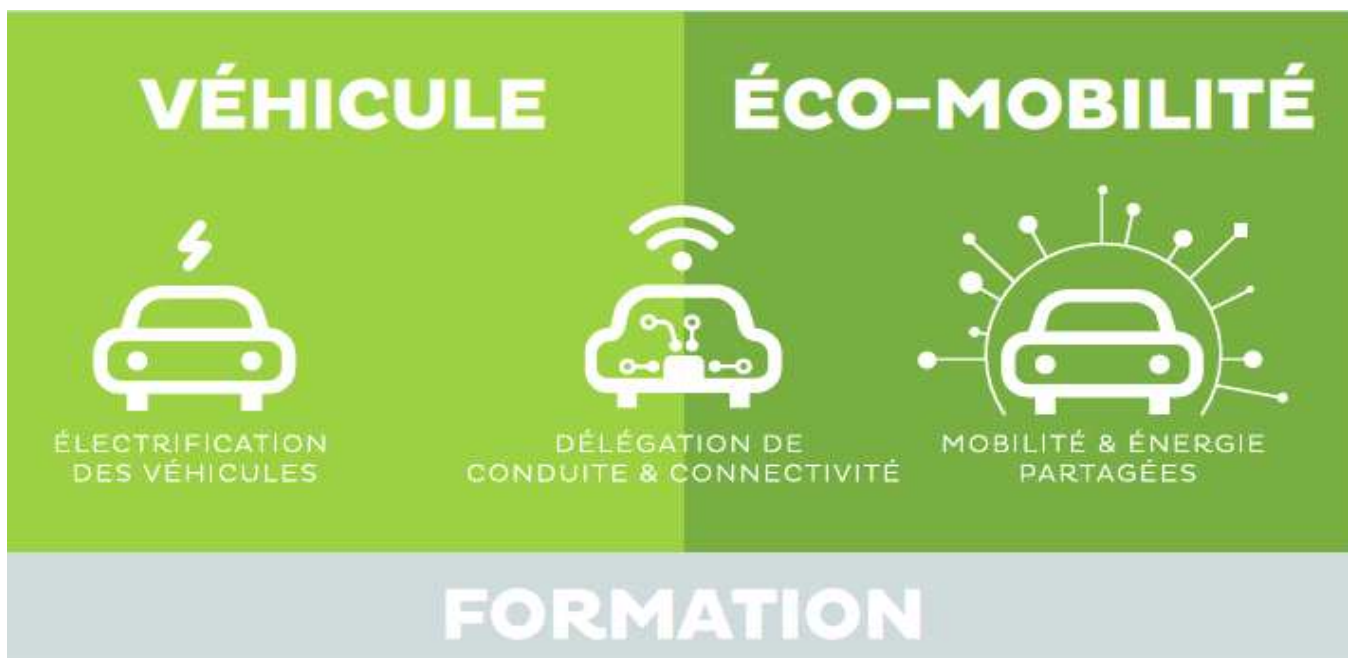 VÉHICULE
ÉCO-MOBILITÉ
ÉLECTRIFICATION
DES VÉHICULES
DÉLÉGATION DE
CONDUITE & CONNECTIVITÉ
MOBILITÉ & ÉNERGIE
PARTAGÉES
FORMATION